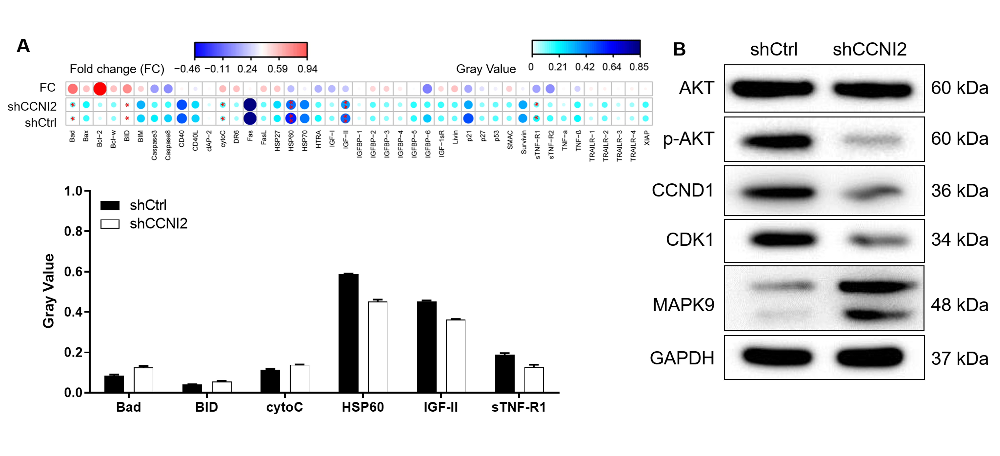 A
Fold change (FC)
−0.46 −0.11 0.24 0.59 0.94
Gray Value
0 0.21 0.42 0.64 0.85
FC
shCCNI2
shCtrl
Bad Bax Bcl−2 Bcl−w BID BIM Caspase3 Caspase8 CD40 CD40L cIAP−2 cytoC DR6 Fas FasL HSP27 HSP60 HSP70 HTRA IGF−I IGF−II IGFBP−1 IGFBP−2 IGFBP−3 IGFBP−4 IGFBP−5 IGFBP−6 IGF−1sR Livin p21 p27 p53 SMAC Survivin sTNF−R1 sTNF−R2 TNF−a TNF−ß TRAILR−1 TRAILR−2 TRAILR−3 TRAILR−4 XIAP
1.0
0.8
0.6
0.4
0.2
0.0
Gray Value
shCtrl
shCCNI2
Bad BID cytoC HSP60 IGF-II sTNF-R1
B
shCtrl shCCNI2
AKT 60 kDa
p-AKT 60 kDa
CCND1 36 kDa
CDK1 34 kDa
MAPK9 48 kDa
GAPDH 37 kDa